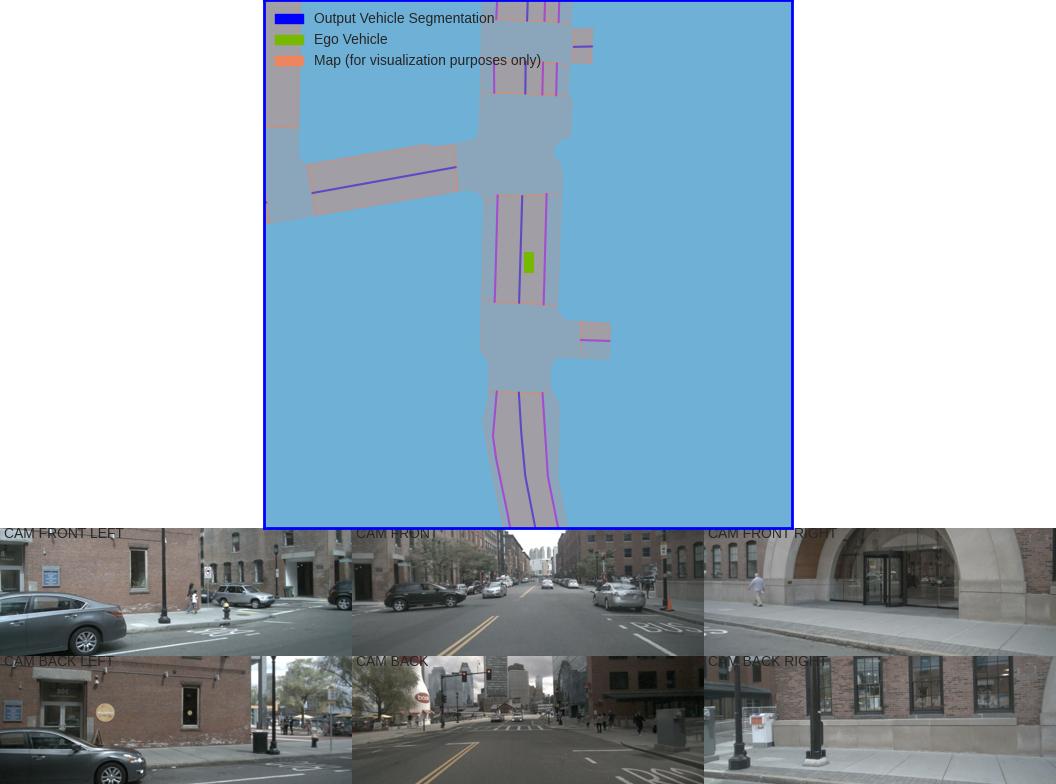 Output Vehicle Segmentation
Ego Vehicle
Map (for visualization purposes only)
CAM FRONT LEFT
CAM FRONT
CAM FRONT RIGHT
CAM BACK LEFT
CAM BACK
CAM BACK RIGHT